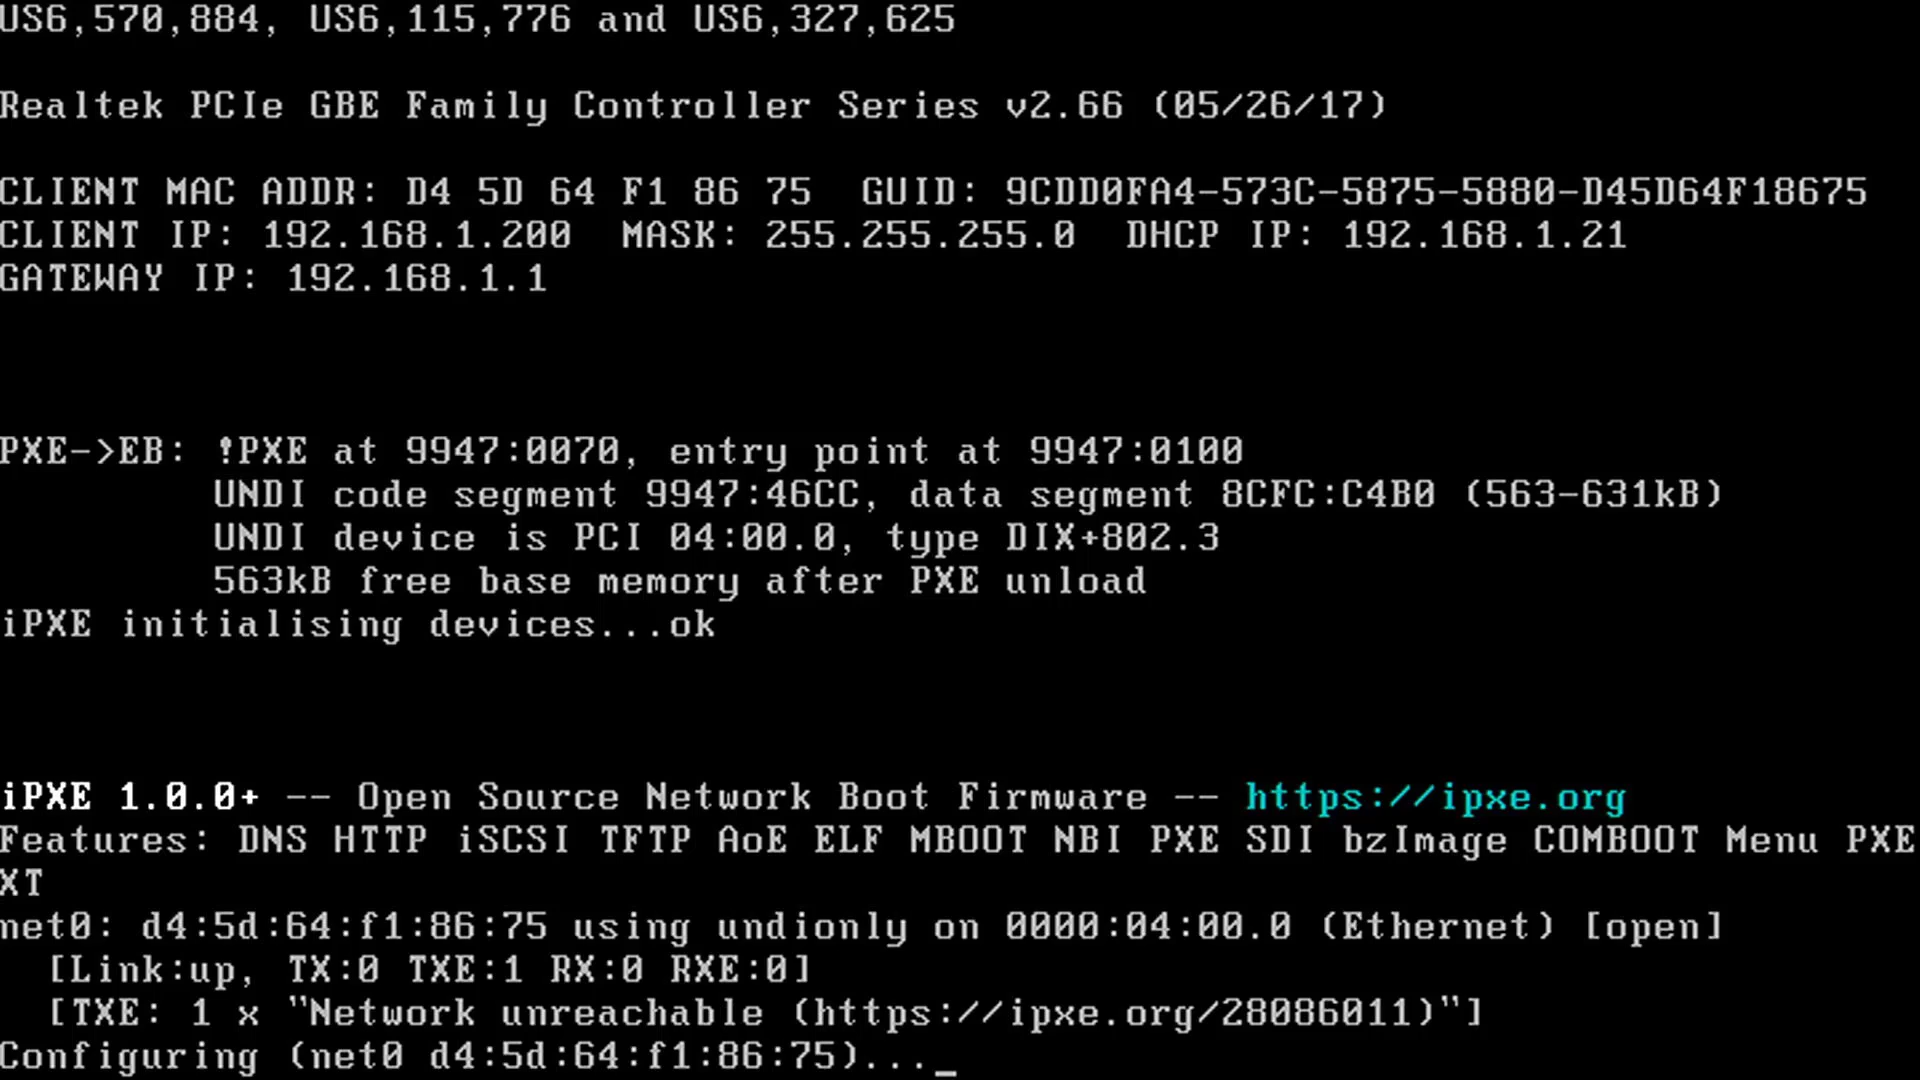 US6,570,884, US6,115,776 and US6,327,625
Realtek PCIe GBE Family Controller Series v2.66 (05/26/17)
CLIENT MAC ADDR: D4 5D 64 F1 86 75  GUID: 9CDD0FA4-573C-5875-5880-D45D64F18675
CLIENT IP: 192.168.1.200  MASK: 255.255.255.0  DHCP IP: 192.168.1.21
GATEWAY IP: 192.168.1.1
PXE->EB: !PXE at 9947:0070, entry point at 9947:0100
UNDI code segment 9947:46CC, data segment 8CFC:C4B0 (563-631kB)
UNDI device is PCI 04:00.0, type DIX+802.3
563kB free base memory after PXE unload
iPXE initialising devices...ok
iPXE 1.0.0+ -- Open Source Network Boot Firmware -- https://ipxe.org
Features: DNS HTTP iSCSI TFTP AoE ELF MBOOT NBI PXE SDI bzImage COMBOOT Menu PXE
XT
net0: d4:5d:64:f1:86:75 using undionly on 0000:04:00.0 (Ethernet) [open]
[Link:up, TX:0 TXE:1 RX:0 RXE:0]
[TXE: 1 x "Network unreachable (https://ipxe.org/28086011)"]
Configuring (net0 d4:5d:64:f1:86:75)..._